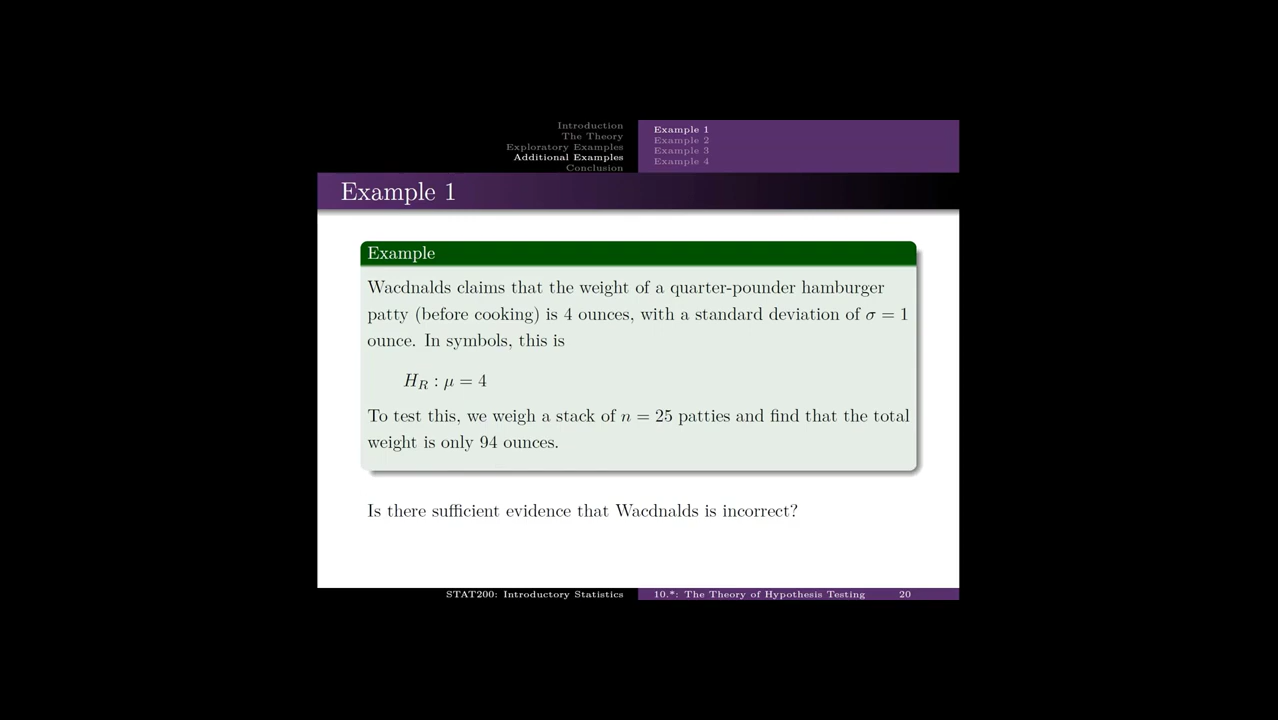 Introduction
The Theory
Exploratory Examples
Additional Examples
Conclusion
Example 1
Example 2
Example 3
Example 4
Example 1
Example
Wacdnalds claims that the weight of a quarter-pounder hamburger
patty (before cooking) is 4 ounces, with a standard deviation of σ = 1
ounce. In symbols, this is
H_R : μ = 4
To test this, we weigh a stack of n = 25 patties and find that the total
weight is only 94 ounces.
Is there sufficient evidence that Wacdnalds is incorrect?
STAT200: Introductory Statistics
10.*: The Theory of Hypothesis Testing
20